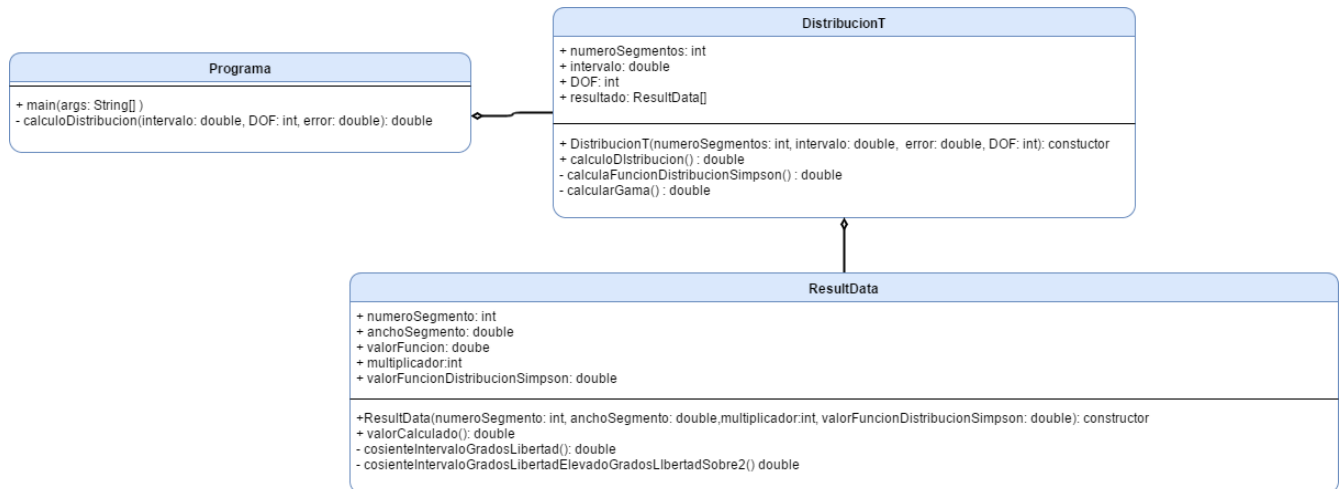 Programa
+ main(args: String[] )
- calculoDistribucion(intervalo: double, DOF: int, error: double): double
DistribucionT
+ numeroSegmentos: int
+ intervalo: double
+ DOF: int
+ resultado: ResultData[]
+ DistribucionT(numeroSegmentos: int, intervalo: double, error: double, DOF: int): constuctor
+ calculoDIstribucion() : double
- calculaFuncionDistribucionSimpson() : double
- calcularGama() : double
ResultData
+ numeroSegmento: int
+ anchoSegmento: double
+ valorFuncion: doube
+ multiplicador:int
+ valorFuncionDistribucionSimpson: double
+ResultData(numeroSegmento: int, anchoSegmento: double,multiplicador:int, valorFuncionDistribucionSimpson: double): constructor
+ valorCalculado(): double
- cosienteIntervaloGradosLibertad(): double
- cosienteIntervaloGradosLibertadElevadoGradosLIbertadSobre2() double